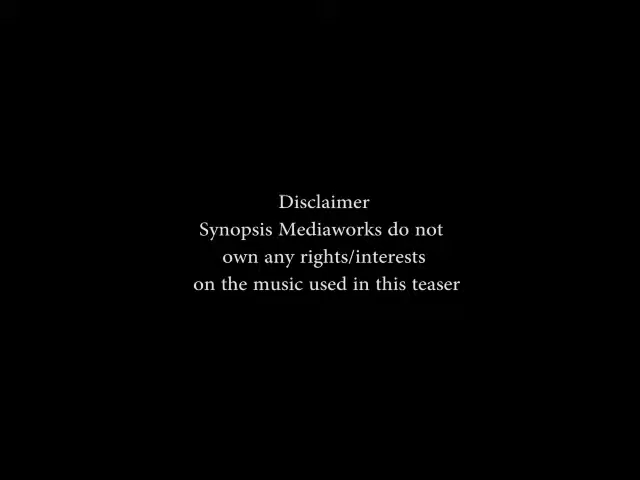 Disclaimer
Synopsis Mediaworks do not
own any rights/interests
on the music used in this teaser